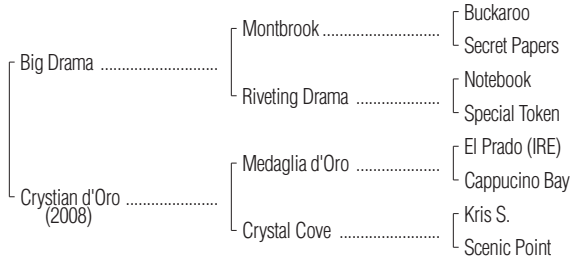 Buckaroo
Montbrook
Secret Papers
Big Drama
Notebook
Riveting Drama
Special Token
El Prado (IRE)
Medaglia d'Oro
Cappucino Bay
Crystian d'Oro
(2008)
Kris S.
Crystal Cove
Scenic Point